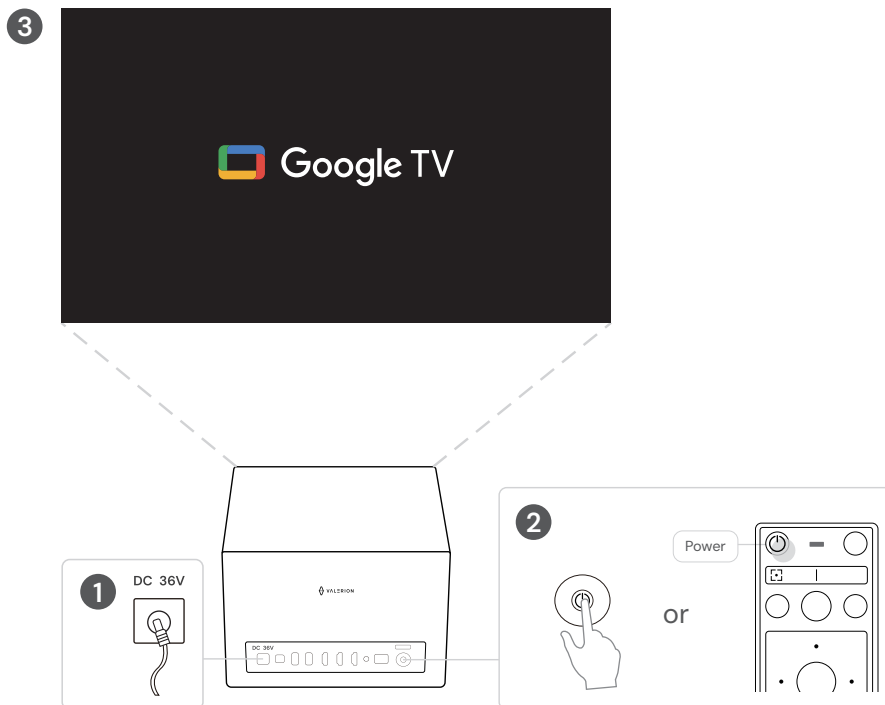 3
Google TV
2
Power
or
1
DC 36V
VALERION
DC 36V